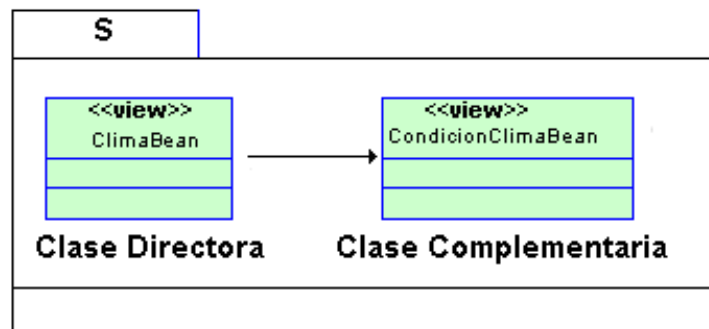 S
<<view>>
ClimaBean
<<view>>
CondicionClimaBean
Clase Directora
Clase Complementaria